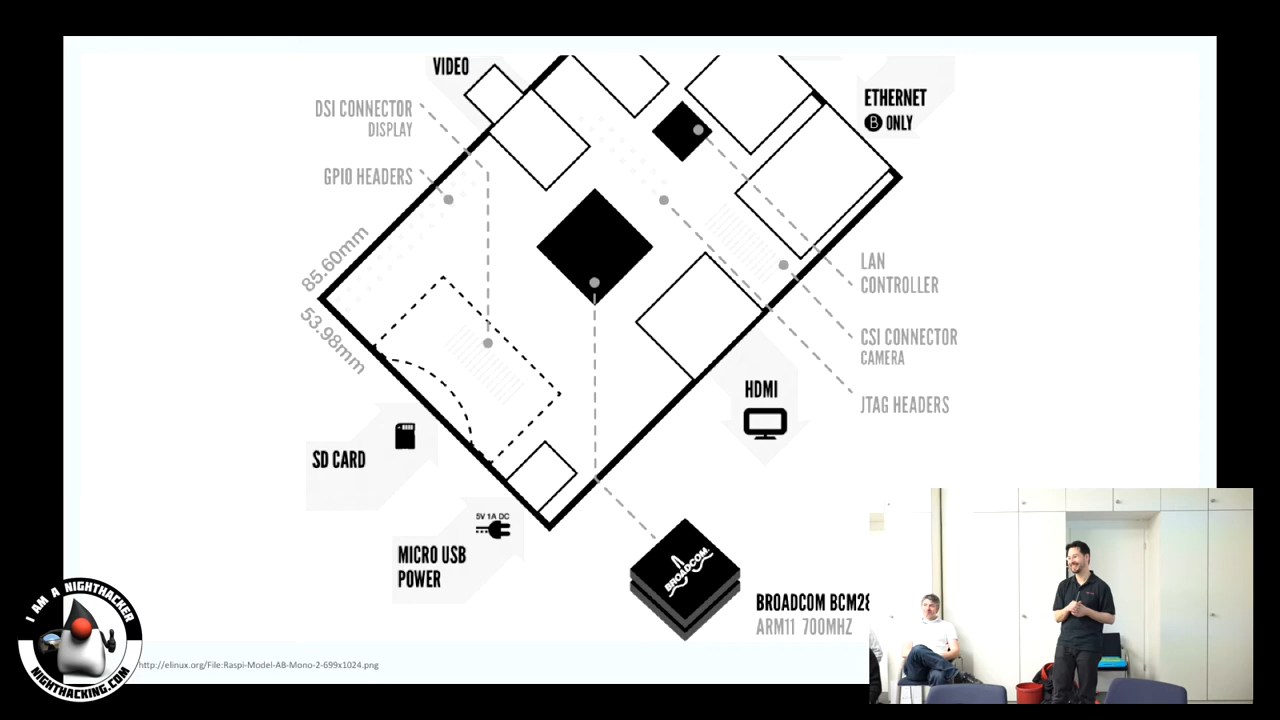 VIDEO
DSI CONNECTOR
DISPLAY
GPIO HEADERS
ETHERNET
B ONLY
85.60mm
53.98mm
LAN
CONTROLLER
CSI CONNECTOR
CAMERA
JTAG HEADERS
HDMI
SD CARD
5V 1A DC
MICRO USB
POWER
BROADCOM
BROADCOM BCM28
ARM11 700MHZ
I AM A NIGHTHACKER
NIGHTHACKING.COM
http://elinux.org/File:Raspi-Model-AB-Mono-2-699x1024.png